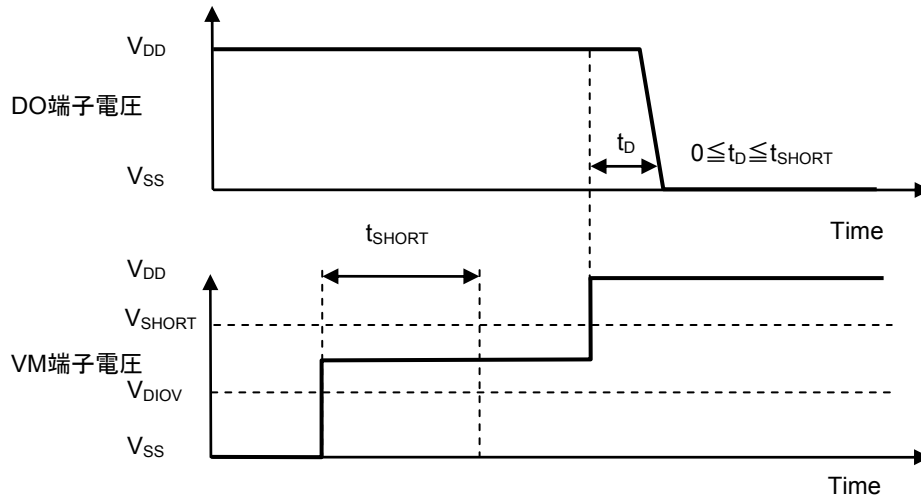 VDD
DO端子電圧
tD
0≦tD≦tSHORT
VSS
Time
tSHORT
VDD
VSHORT
VM端子電圧
VDIOV
VSS
Time